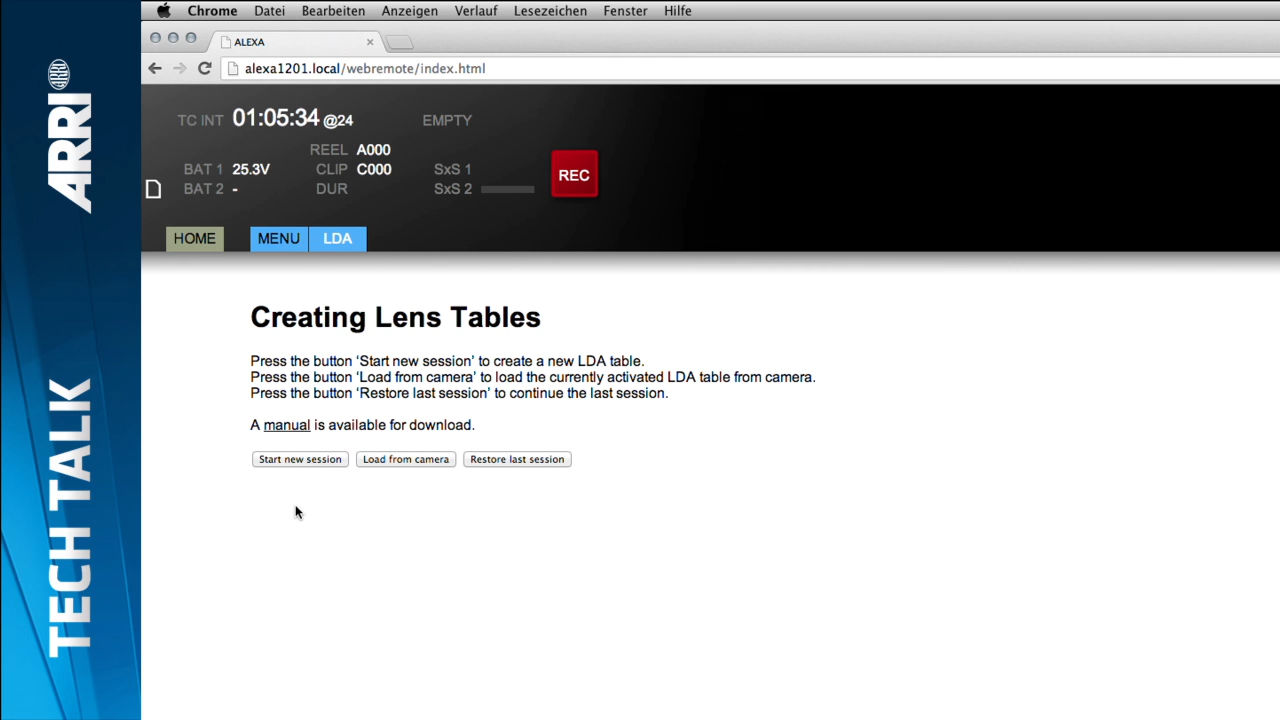 Chrome Datei Bearbeiten Anzeigen Verlauf Lesezeichen Fenster Hilfe
ALEXA
alexa1201.local/webremote/index.html
TC INT 01:05:34 @24 EMPTY
REEL A000
BAT 1 25.3V CLIP C000 SxS 1
BAT 2 - DUR SxS 2
REC
HOME MENU LDA
Creating Lens Tables
Press the button ‘Start new session’ to create a new LDA table.
Press the button ‘Load from camera’ to load the currently activated LDA table from camera.
Press the button ‘Restore last session’ to continue the last session.
A manual is available for download.
Start new session Load from camera Restore last session
ARRI
TECH TALK